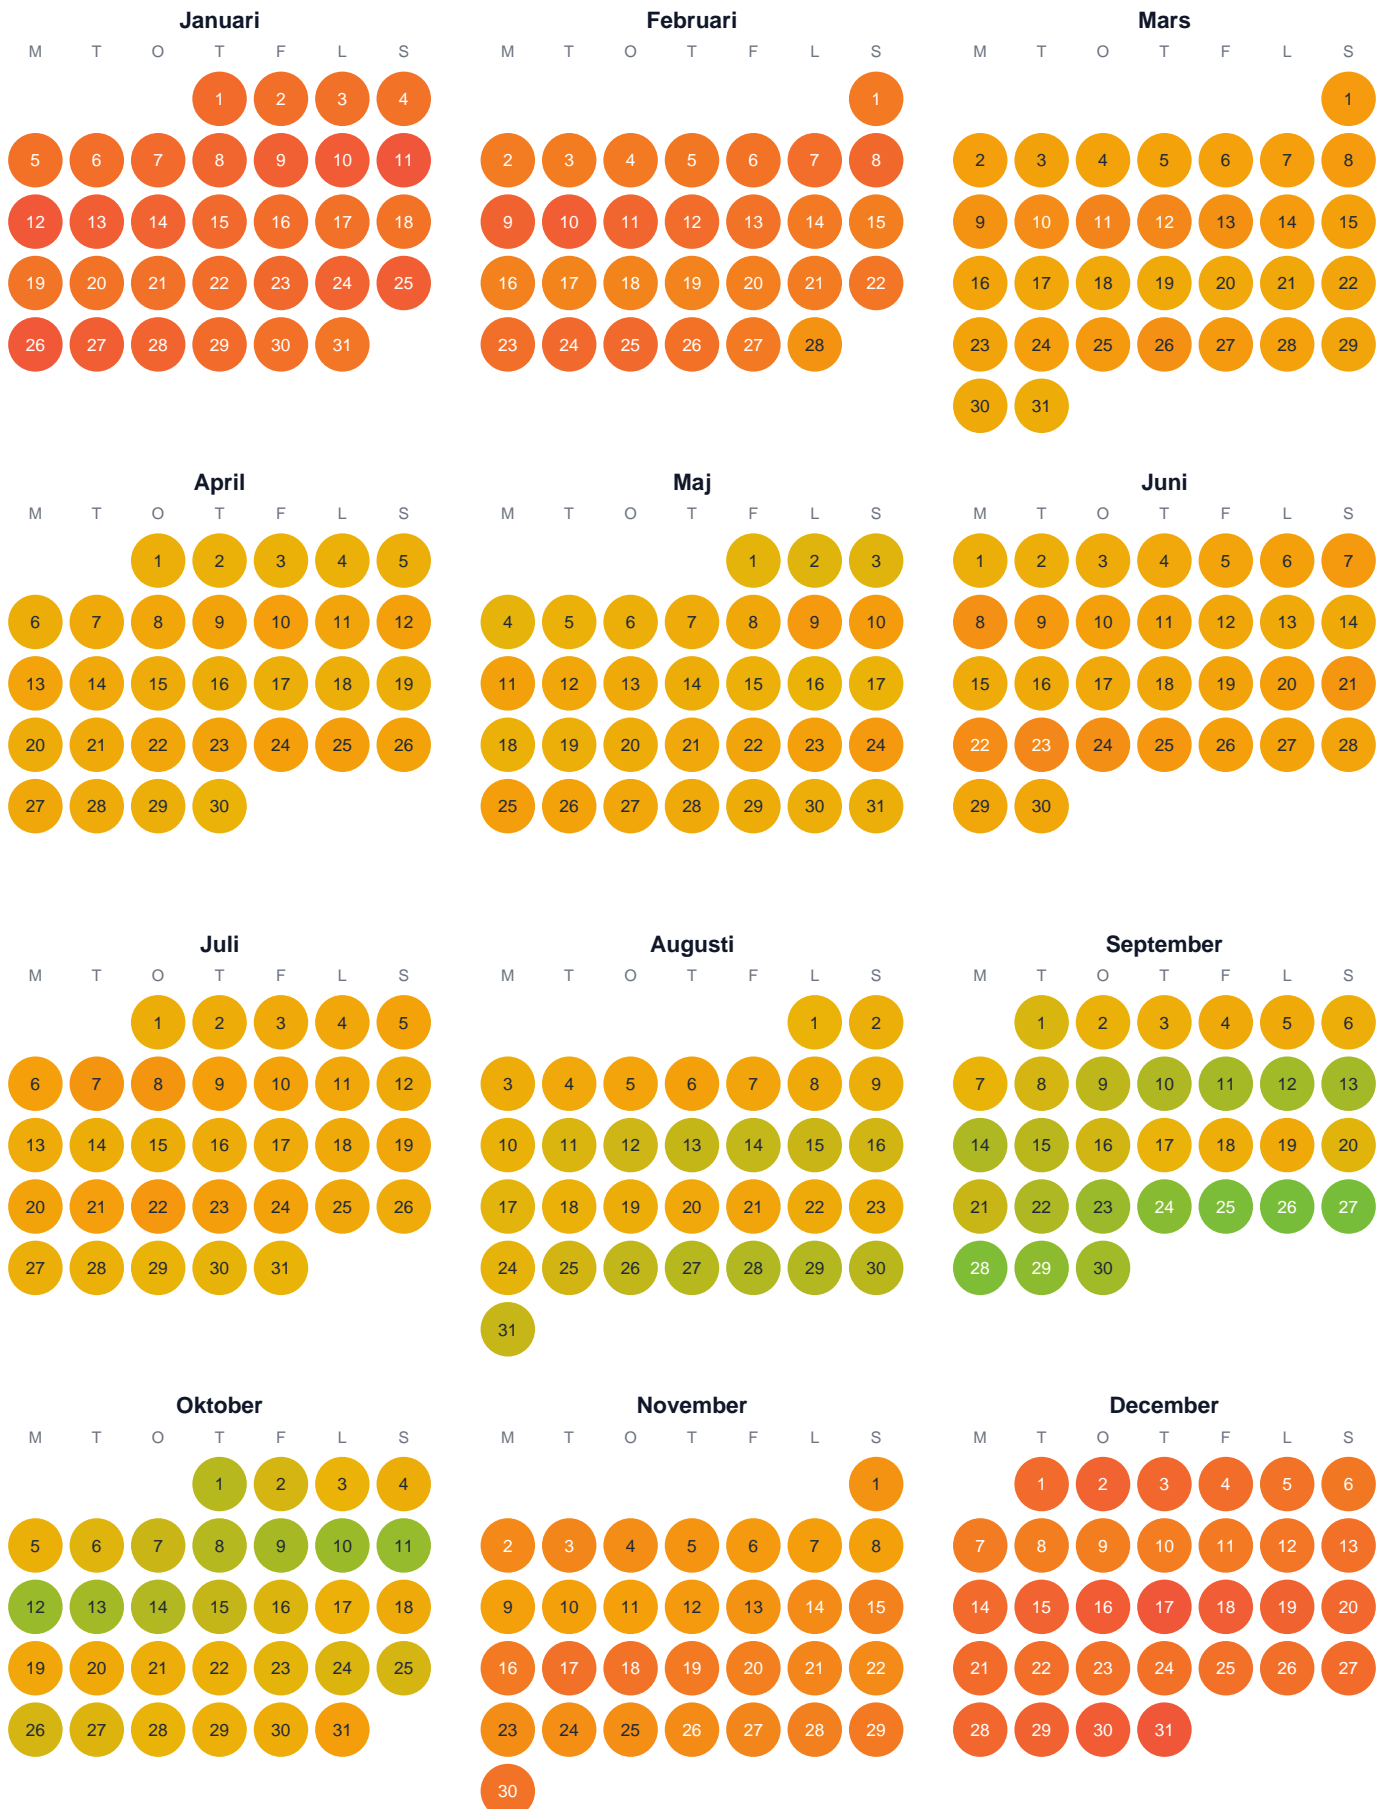 Januari Februari Mars
M T O T F L S M T O T F L S M T O T F L S
1 2 3 4 1 1
5 6 7 8 9 10 11 2 3 4 5 6 7 8 2 3 4 5 6 7 8
12 13 14 15 16 17 18 9 10 11 12 13 14 15 9 10 11 12 13 14 15
19 20 21 22 23 24 25 16 17 18 19 20 21 22 16 17 18 19 20 21 22
26 27 28 29 30 31 23 24 25 26 27 28 23 24 25 26 27 28 29
30 31
April Maj Juni
M T O T F L S M T O T F L S M T O T F L S
1 2 3 4 5 1 2 3 1 2 3 4 5 6 7
6 7 8 9 10 11 12 4 5 6 7 8 9 10 8 9 10 11 12 13 14
13 14 15 16 17 18 19 11 12 13 14 15 16 17 15 16 17 18 19 20 21
20 21 22 23 24 25 26 18 19 20 21 22 23 24 22 23 24 25 26 27 28
27 28 29 30 25 26 27 28 29 30 31 29 30
Juli Augusti September
M T O T F L S M T O T F L S M T O T F L S
1 2 3 4 5 1 2 1 2 3 4 5 6
6 7 8 9 10 11 12 3 4 5 6 7 8 9 7 8 9 10 11 12 13
13 14 15 16 17 18 19 10 11 12 13 14 15 16 14 15 16 17 18 19 20
20 21 22 23 24 25 26 17 18 19 20 21 22 23 21 22 23 24 25 26 27
27 28 29 30 31 24 25 26 27 28 29 30 28 29 30
31
Oktober November December
M T O T F L S M T O T F L S M T O T F L S
1 2 3 4 1 1 2 3 4 5 6
5 6 7 8 9 10 11 2 3 4 5 6 7 8 7 8 9 10 11 12 13
12 13 14 15 16 17 18 9 10 11 12 13 14 15 14 15 16 17 18 19 20
19 20 21 22 23 24 25 16 17 18 19 20 21 22 21 22 23 24 25 26 27
26 27 28 29 30 31 23 24 25 26 27 28 29 28 29 30 31
30